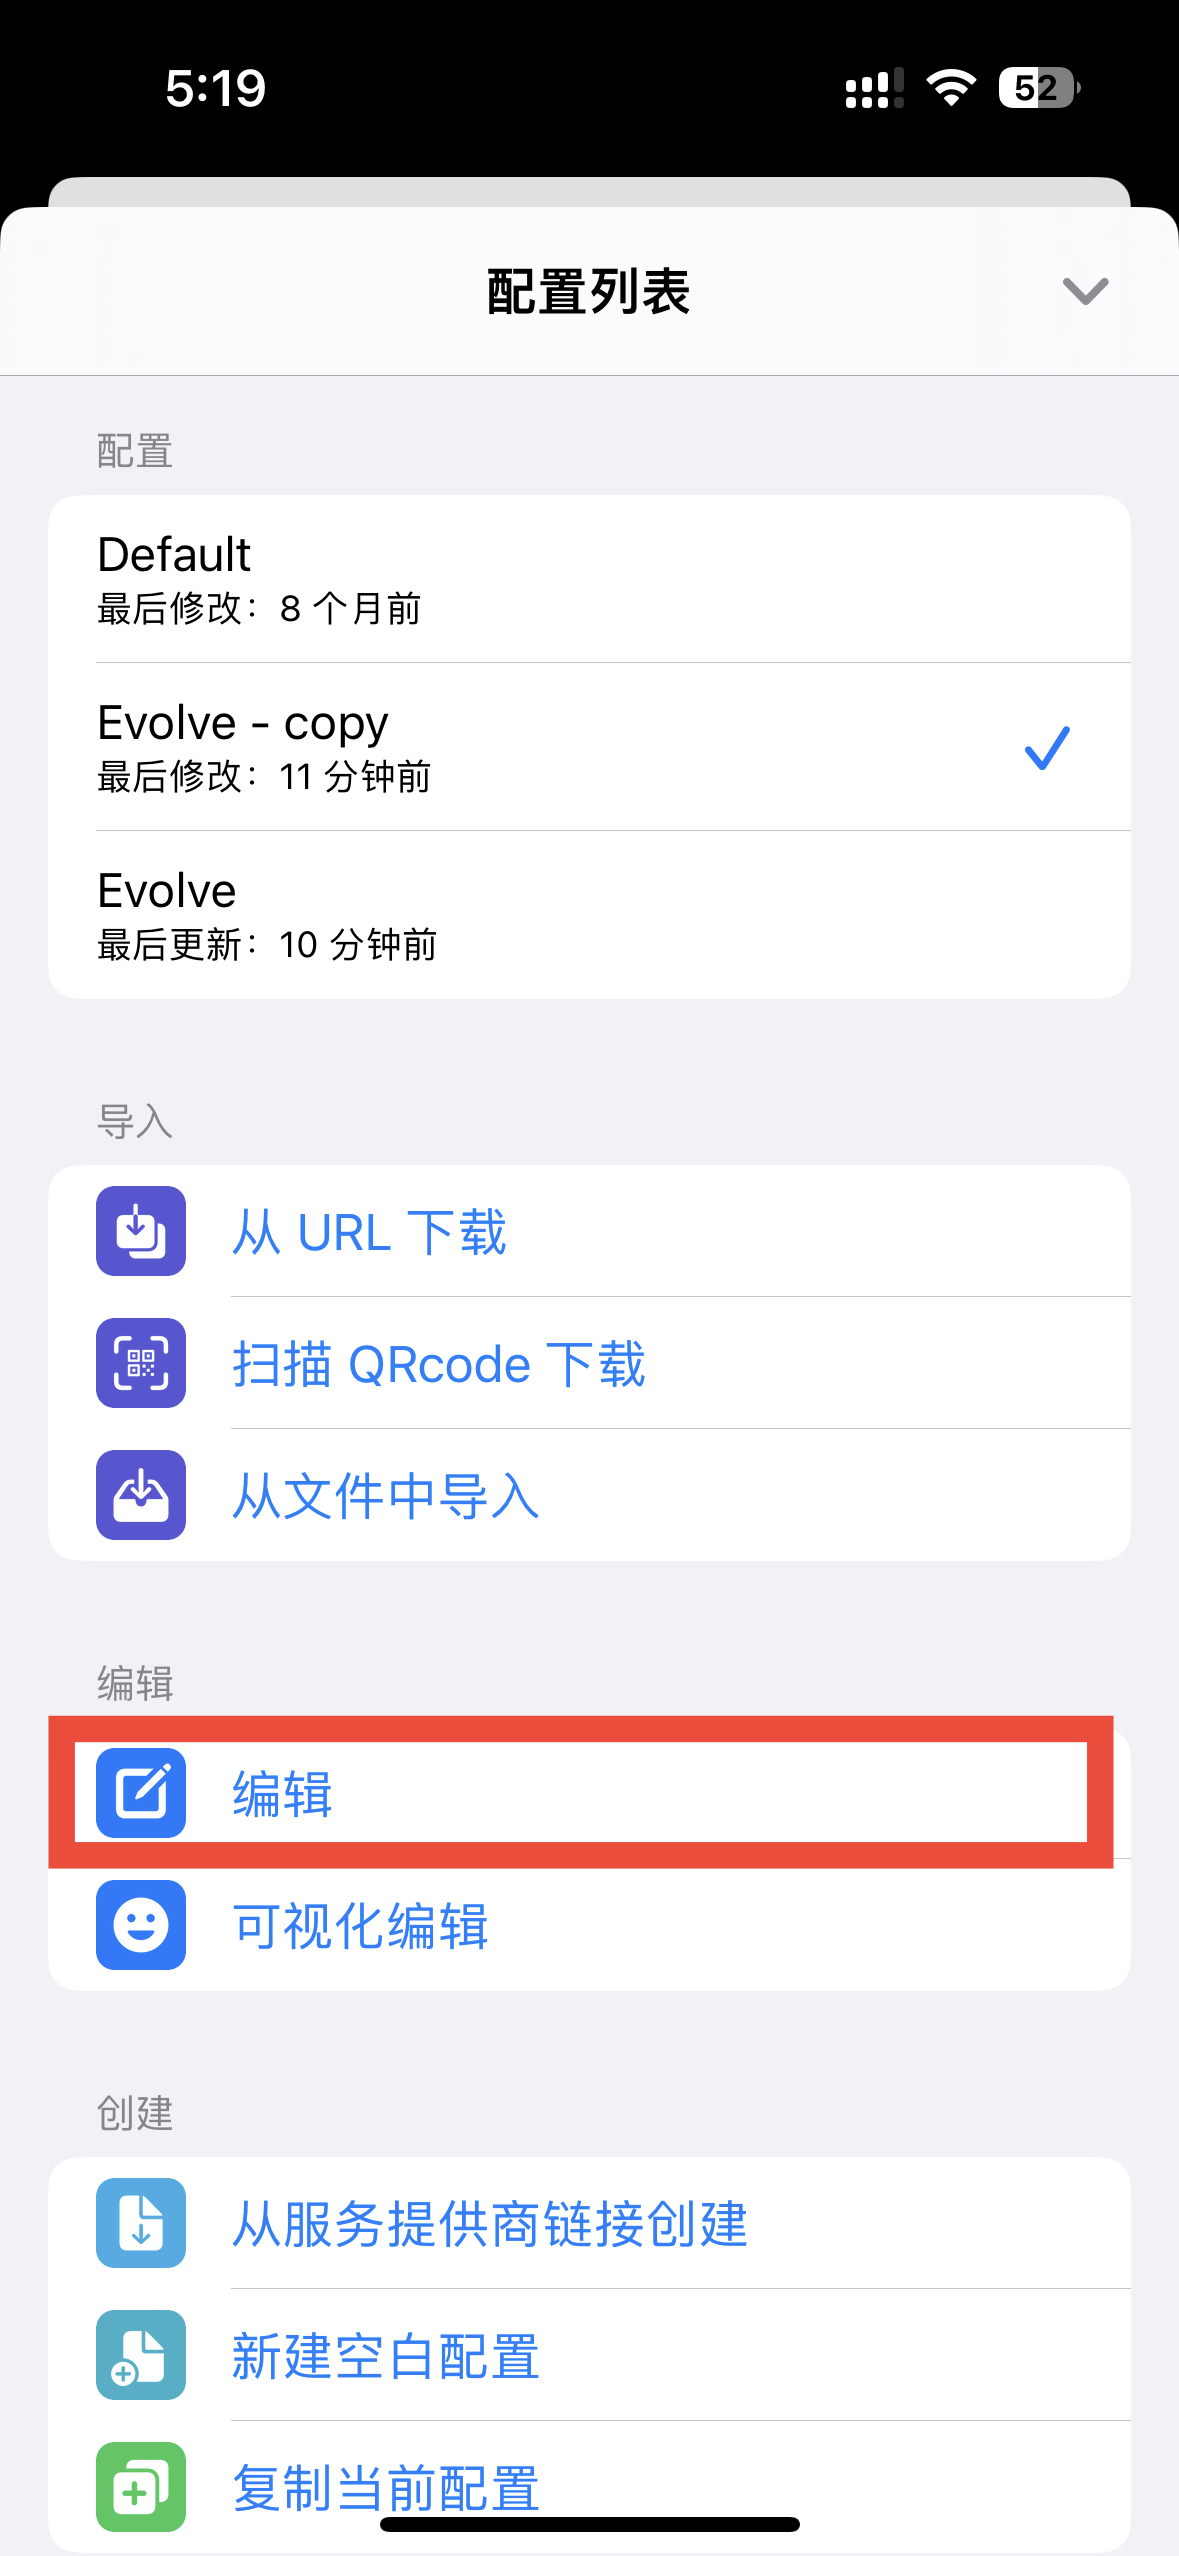 5:19
52
配置列表
配置
Default
最后修改：8 个月前
Evolve - copy
最后修改：11 分钟前
Evolve
最后更新：10 分钟前
导入
从 URL 下载
扫描 QRcode 下载
从文件中导入
编辑
编辑
可视化编辑
创建
从服务提供商链接创建
新建空白配置
复制当前配置